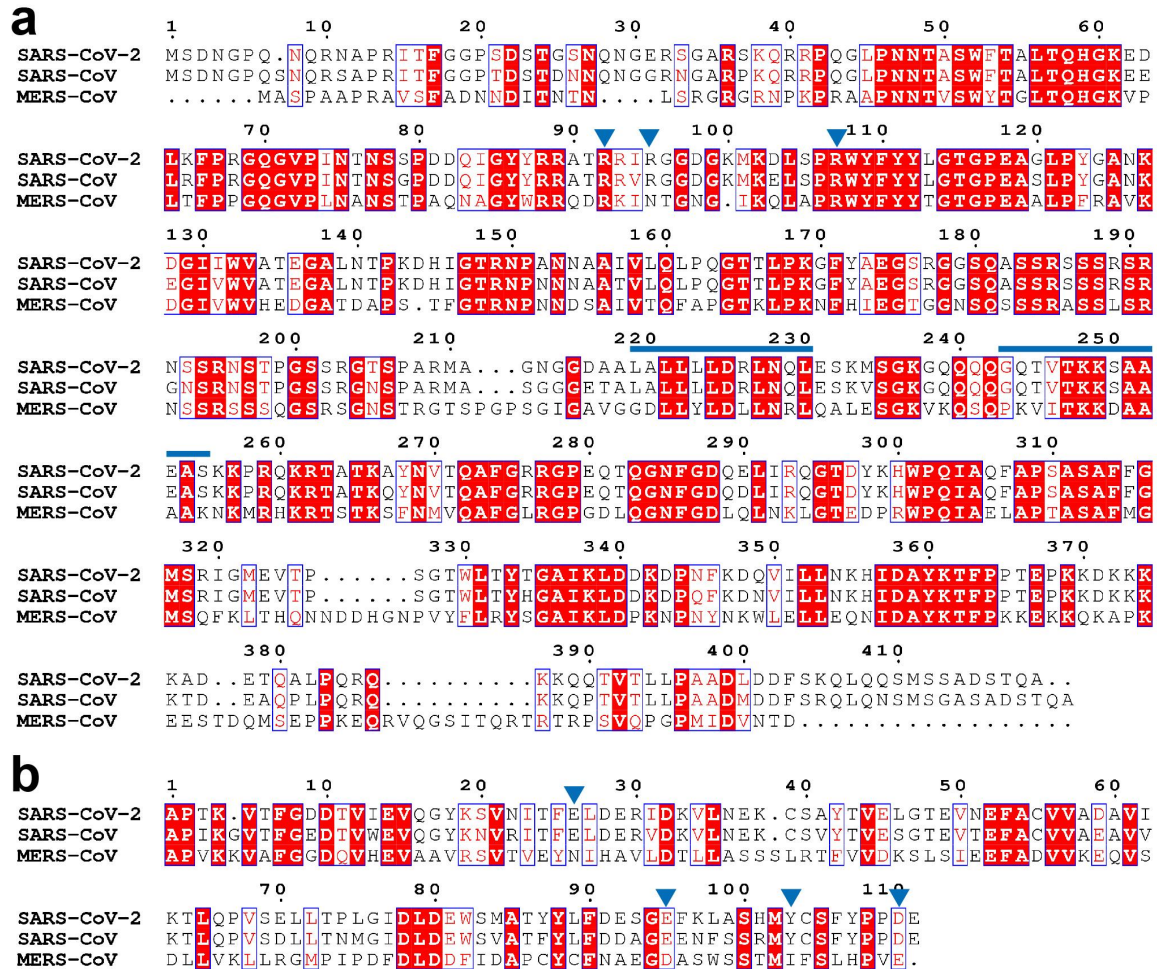 a
1 10 20 30 40 50 60
SARS-CoV-2 MSDNGPQ.NQRNAPRITFGGPSDSTGSNQNGERSGARSKQRRPQGLPNNTASWFTALTQHGKED
SARS-CoV MSDNGPQSNQRSAPRITFGGPTDSTDNNQNGGRNGARPKQRRPQGLPNNTASWFTALTQHGKEE
MERS-CoV ......MASPAAPRAVSFADNNDITNTN....LSRGRGRNPKPRAAPNNTVSWYTGLTQHGKVP
70 80 90 100 110 120
SARS-CoV-2 LKFPRGQGVPINTNSSPDDQIGYYRRATRRIRGGDGKMKDLSPRWYFYYLGTGPEAGLPYGANK
SARS-CoV LRFPRGQGVPINTNSGPDDQIGYYRRATRRVRGGDGKMKELSPRWYFYYLGTGPEASLPYGANK
MERS-CoV LTFPPGQGVPLNANSTPAQNAGYWRRQDRKINTGNG.IKQLAPRWYFYYTGTGPEAALPFRAVK
130 140 150 160 170 180 190
SARS-CoV-2 DGIIWVATEGALNTPKDHIGTRNPANNAAIVLQLPQGTTLPKGFYAEGSRGGSQASSRSSSRSR
SARS-CoV EGIVWVATEGALNTPKDHIGTRNPNNNAATVLQLPQGTTLPKGFYAEGSRGGSQASSRSSSRSR
MERS-CoV DGIVWVHEDGATDAPS.TFGTRNPNNDSAIVTQFAPGTKLPKNFHIEGTGGNSQSSSRASSLSR
200 210 220 230 240 250
SARS-CoV-2 NSSRNSTPGSSRGTSPARMA...GNGGDAALALLLLDRLNQLESKMSGKGQQQQGQTVTKKSAA
SARS-CoV GNSRNSTPGSSRGNSPARMA...SGGGETALALLLLDRLNQLESKVSGKGQQQQGQTVTKKSAA
MERS-CoV NSSRSSSQGSRSGNSTRGTSPGPSGIGAVGGDLLYLDLLNRLQALESGKVKQSQPKVITKKDAA
260 270 280 290 300 310
SARS-CoV-2 EASKKPRQKRTATKAYNVTQAFGRRGPEQTQGNFGDQELIRQGTDYKHWPQIAQFAPSASAFFG
SARS-CoV EASKKPRQKRTATKQYNVTQAFGRRGPEQTQGNFGDQDLIRQGTDYKHWPQIAQFAPSASAFFG
MERS-CoV AAKNKMRHKRTSTKSFNMVQAFGLRGPGDLQGNFGDLQLNKLGTEDPRWPQIAELAPTASAFMG
320 330 340 350 360 370
SARS-CoV-2 MSRIGMEVTP......SGTWLTYTGAIKLDDKDPNFKDQVILLNKHIDAYKTFPPTEPKKDKKK
SARS-CoV MSRIGMEVTP......SGTWLTYHGAIKLDDKDPQFKDNVILLNKHIDAYKTFPPTEPKKDKKK
MERS-CoV MSQFKLTHQNNDDHGNPVYFLRYSGAIKLDPKNPNYNKWLELLEQNIDAYKTFPKKEKKQKAPK
380 390 400 410
SARS-CoV-2 KAD..ETQALPQRQ..........KKQQTVTLLPAADLDDFSKQLQQSMSSADSTQA..
SARS-CoV KTD..EAQPLPQRQ..........KKQPTVTLLPAADMDDFSRQLQNSMSGASADSTQA
MERS-CoV EESTDQMSEPPKEQRVQGSITQRTRTRPSVQPGPMIDVNTD..................
b
1 10 20 30 40 50 60
SARS-CoV-2 APTK.VTFGDDTVIEVQGYKSVNITFELDERIDKVLNEK.CSAYTVELGTEVNEFACVVADAVI
SARS-CoV APIKGVTFGEDTVWEVQGYKNVRITFELDERVDKVLNEK.CSVYTVESGTEVTEFACVVAEAVV
MERS-CoV APVKKVAFGGDQVHEVAAVRSVTVEYNIHAVLDTLLASSSLRTFVVDKSLSIEEFADVVKEQVS
70 80 90 100 110
SARS-CoV-2 KTLQPVSELLTPLGIDLDEWSMATYYLFDESGEFKLASHMYCSFYPPDE
SARS-CoV KTLQPVSDLLTNMGIDLDEWSVATFYLFDDAGEENFSSRMYCSFYPPDE
MERS-CoV DLLVKLLRGMPIPDFDLDDFIDAPCYCFNAEGDASWSSTMIFSLHPVE.